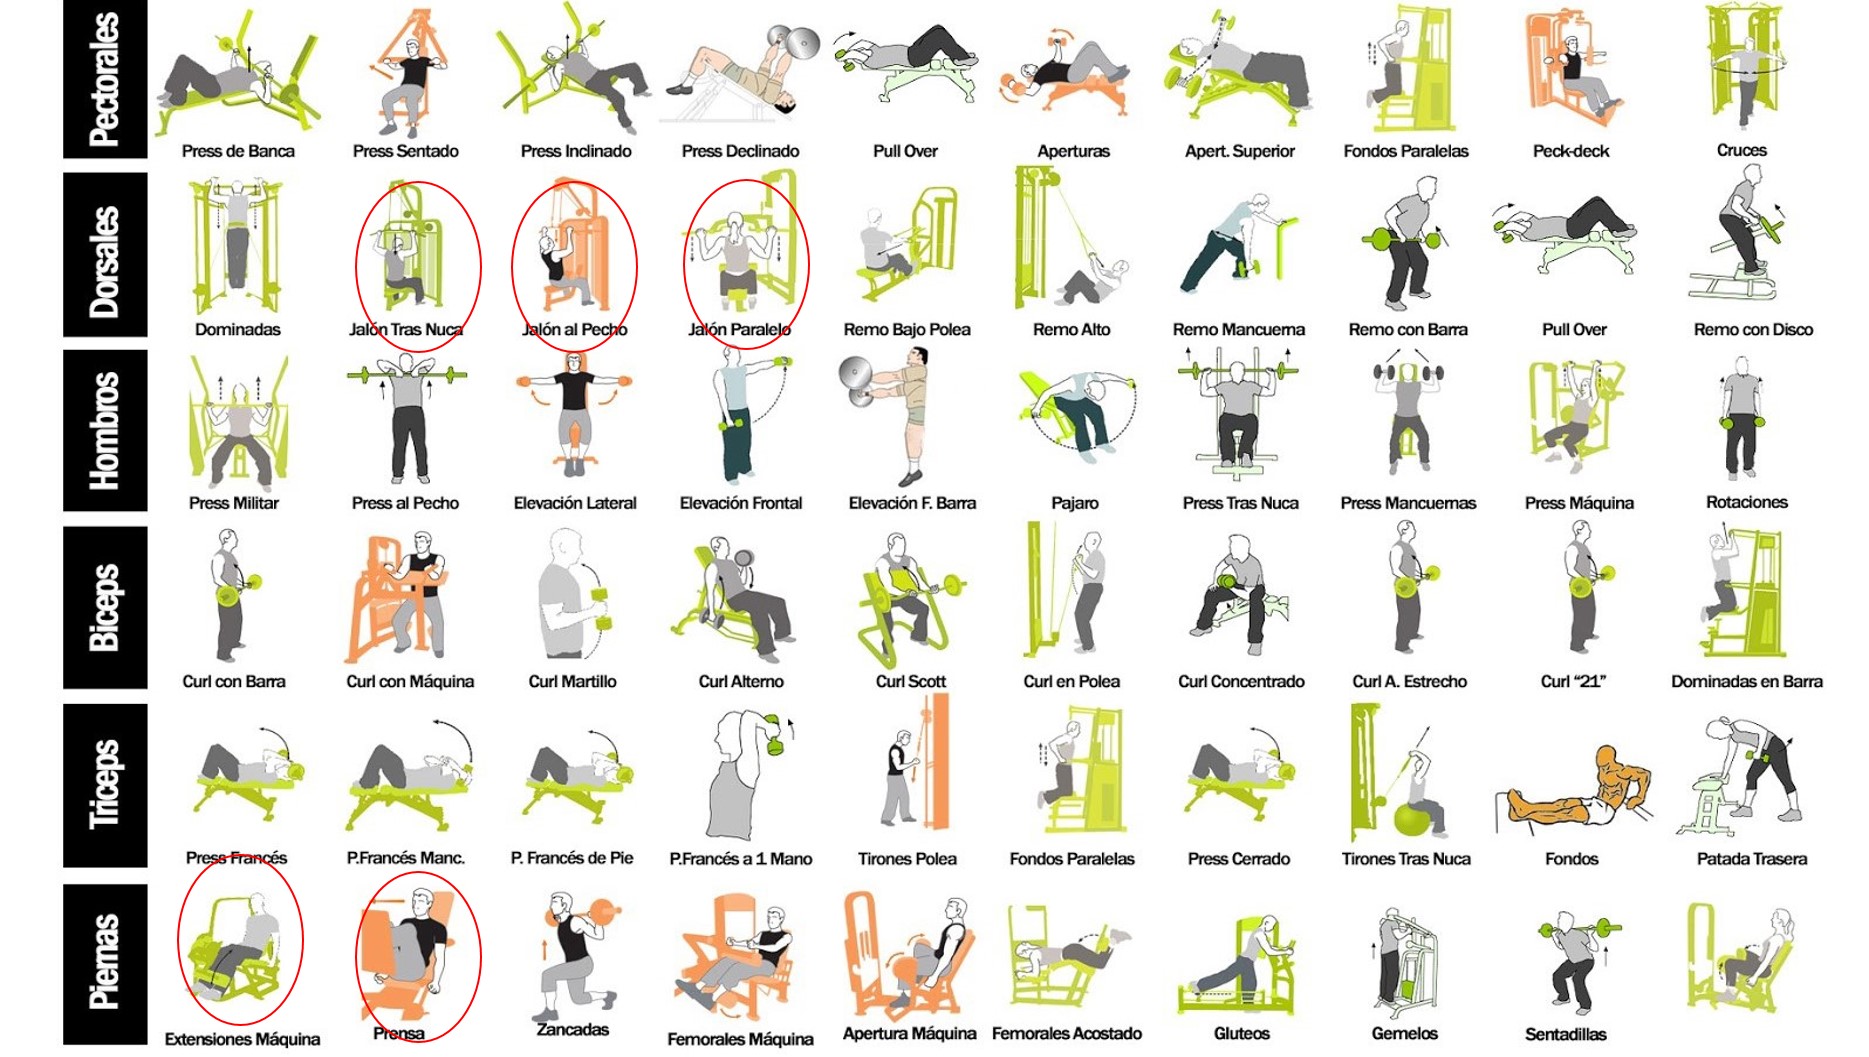 Pectorales
Press de Banca
Press Sentado
Press Inclinado
Press Declinado
Pull Over
Aperturas
Apert. Superior
Fondos Paralelas
Peck-deck
Cruces
Dorsales
Dominadas
Jalón Tras Nuca
Jalón al Pecho
Jalón Paralelo
Remo Bajo Polea
Remo Alto
Remo Mancuerna
Remo con Barra
Pull Over
Remo con Disco
Hombros
Press Militar
Press al Pecho
Elevación Lateral
Elevación Frontal
Elevación F. Barra
Pajaro
Press Tras Nuca
Press Mancuernas
Press Máquina
Rotaciones
Biceps
Curl con Barra
Curl con Máquina
Curl Martillo
Curl Alterno
Curl Scott
Curl en Polea
Curl Concentrado
Curl A. Estrecho
Curl “21”
Dominadas en Barra
Triceps
Press Francés
P.Francés Manc.
P. Francés de Pie
P.Francés a 1 Mano
Tirones Polea
Fondos Paralelas
Press Cerrado
Tirones Tras Nuca
Fondos
Patada Trasera
Piernas
Extensiones Máquina
Prensa
Zancadas
Femorales Máquina
Apertura Máquina
Femorales Acostado
Gluteos
Gemelos
Sentadillas